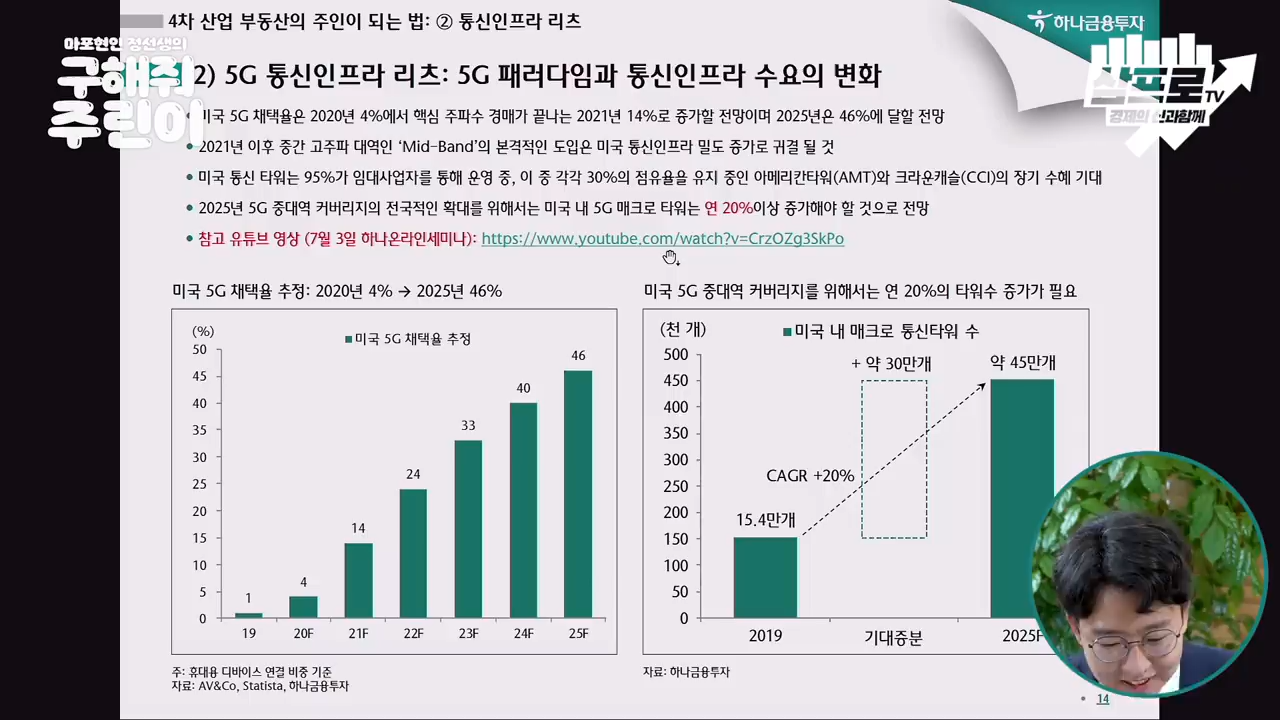 4차 산업 부동산의 주인이 되는 법: ② 통신인프라 리츠
하나금융투자
마포현인 정선생의
구해줘
주린이
삼프로TV
경제의 신과함께
2) 5G 통신인프라 리츠: 5G 패러다임과 통신인프라 수요의 변화
미국 5G 채택율은 2020년 4%에서 핵심 주파수 경매가 끝나는 2021년 14%로 증가할 전망이며 2025년은 46%에 달할 전망
• 2021년 이후 중간 고주파 대역인 ‘Mid-Band’의 본격적인 도입은 미국 통신인프라 밀도 증가로 귀결 될 것
• 미국 통신 타워는 95%가 임대사업자를 통해 운영 중, 이 중 각각 30%의 점유율을 유지 중인 아메리칸타워(AMT)와 크라운캐슬(CCI)의 장기 수혜 기대
• 2025년 5G 중대역 커버리지의 전국적인 확대를 위해서는 미국 내 5G 매크로 타워는 연 20%이상 증가해야 할 것으로 전망
• 참고 유튜브 영상 (7월 3일 하나온라인세미나): https://www.youtube.com/watch?v=CrzOZg3SkPo
미국 5G 채택율 추정: 2020년 4% → 2025년 46%
(%)
미국 5G 채택율 추정
50
45
40
35
30
25
20
15
10
5
0
1
4
14
24
33
40
46
19 20F 21F 22F 23F 24F 25F
주: 휴대용 디바이스 연결 비중 기준
자료: AV&Co, Statista, 하나금융투자
미국 5G 중대역 커버리지를 위해서는 연 20%의 타워수 증가가 필요
(천 개)
미국 내 매크로 통신타워 수
500
450
400
350
300
250
200
150
100
50
0
15.4만개
CAGR +20%
+ 약 30만개
약 45만개
2019 기대증분 2025F
자료: 하나금융투자
• 14